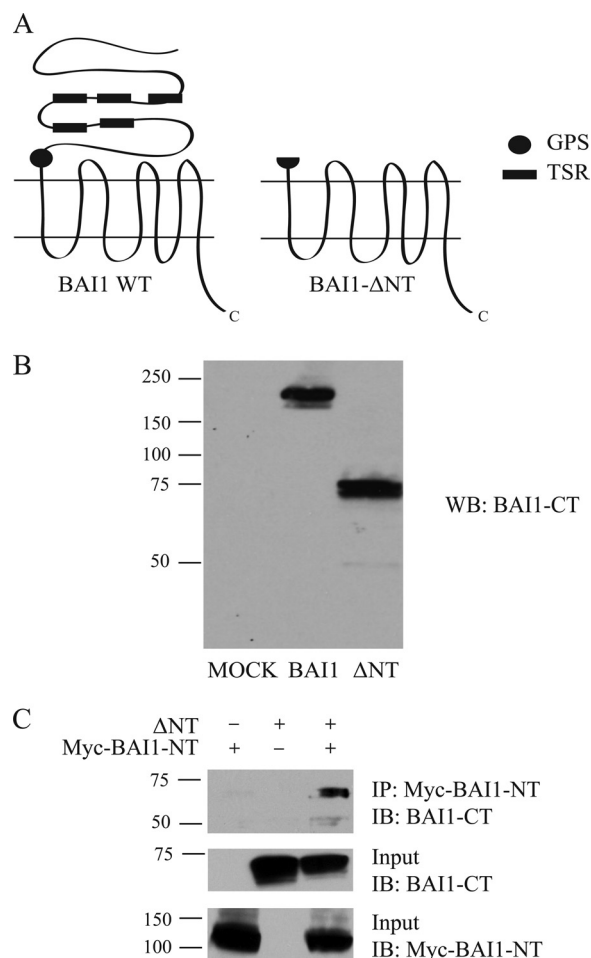 A
GPS
TSR
BAI1 WT
BAI1-ΔNT
C
C
B
250
150
100
75
50
WB: BAI1-CT
MOCK BAI1 ΔNT
C
ΔNT − + +
Myc-BAI1-NT + − +
75
50
IP: Myc-BAI1-NT
IB: BAI1-CT
75
Input
IB: BAI1-CT
150
100
Input
IB: Myc-BAI1-NT